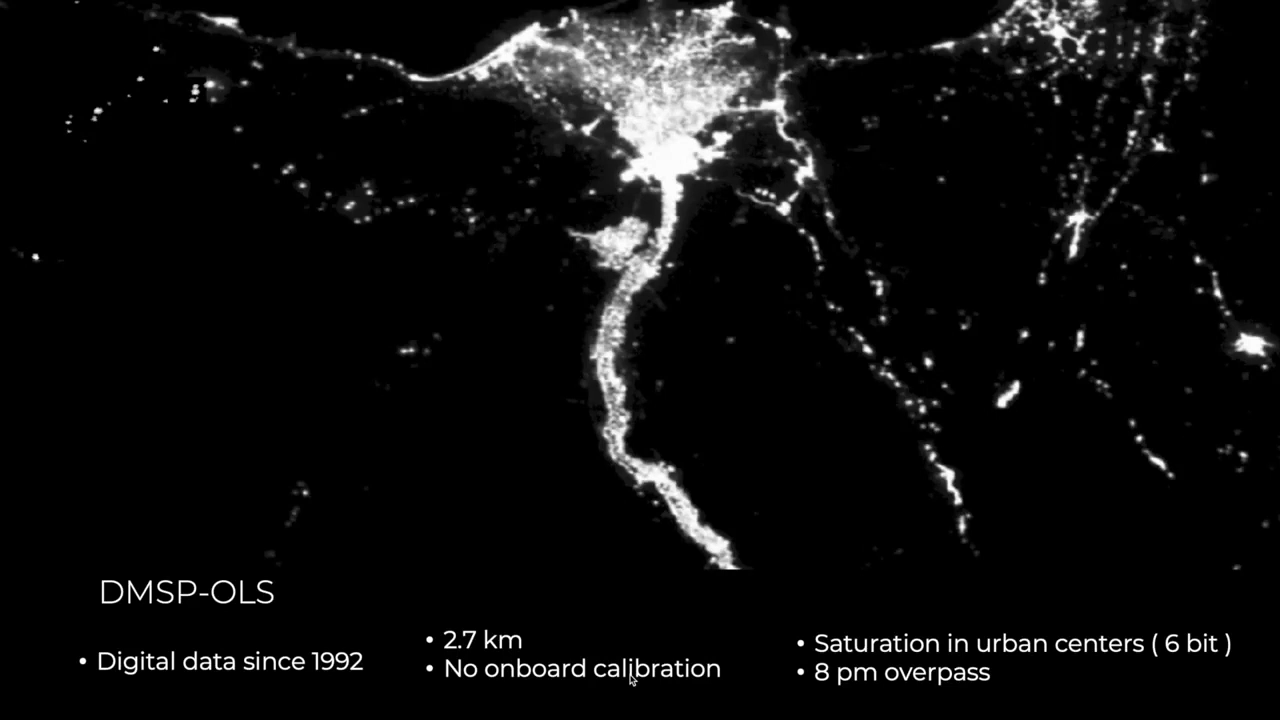 DMSP-OLS
• Digital data since 1992
• 2.7 km
• No onboard calibration
• Saturation in urban centers ( 6 bit )
• 8 pm overpass